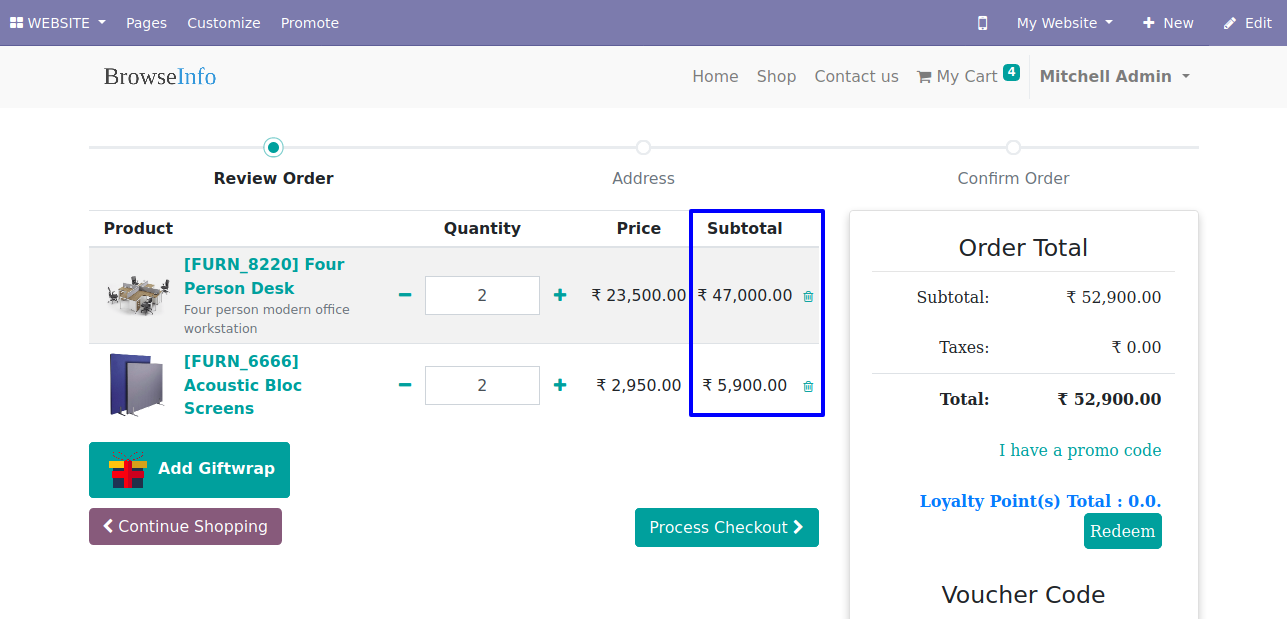 WEBSITE Pages Customize Promote My Website New Edit
BrowseInfo Home Shop Contact us My Cart 4 Mitchell Admin
Review Order Address Confirm Order
Product Quantity Price Subtotal
[FURN_8220] Four
Person Desk
Four person modern office
workstation
2 ₹ 23,500.00 ₹ 47,000.00
[FURN_6666]
Acoustic Bloc
Screens
2 ₹ 2,950.00 ₹ 5,900.00
Add Giftwrap
Continue Shopping Process Checkout
Order Total
Subtotal: ₹ 52,900.00
Taxes: ₹ 0.00
Total: ₹ 52,900.00
I have a promo code
Loyalty Point(s) Total : 0.0.
Redeem
Voucher Code